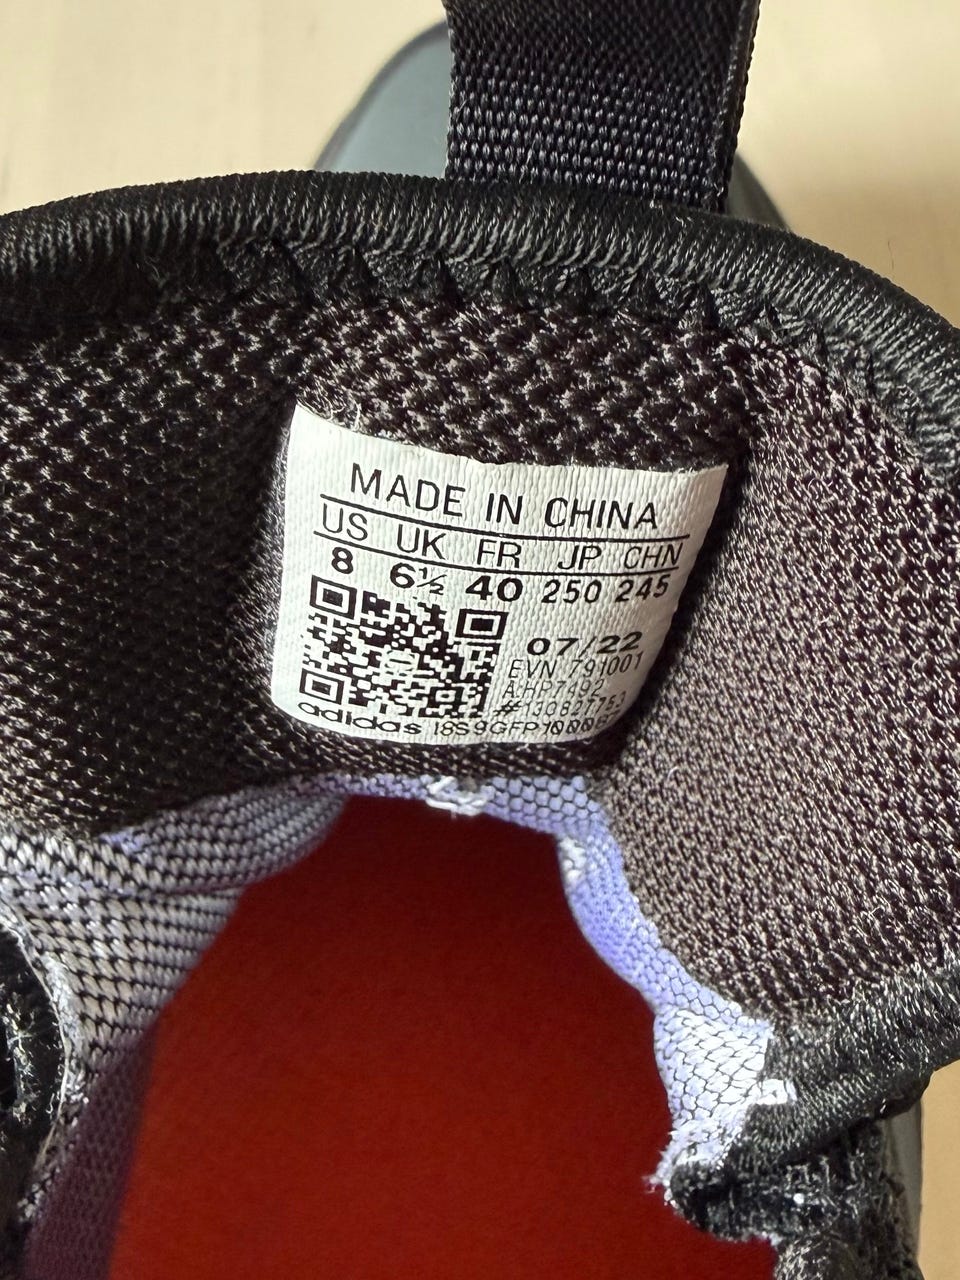 MADE IN CHINA
US UK FR JP CHN
8 6½ 40 250 245
07/22
EVN 791001
A:HP7492
#130827753
adidas